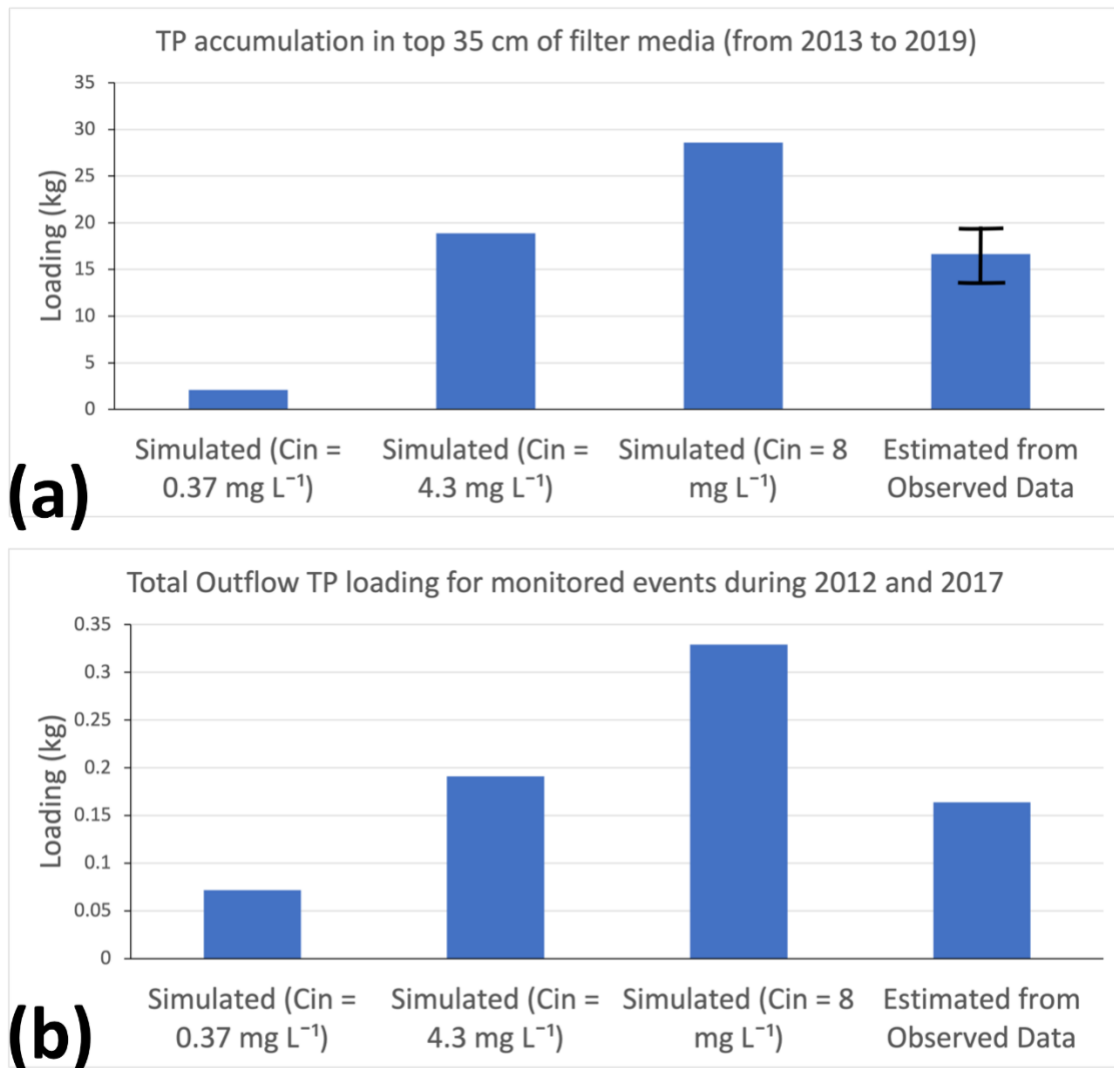 TP accumulation in top 35 cm of filter media (from 2013 to 2019)
35
30
25
20
15
10
5
0
Loading (kg)
Simulated (Cin =
0.37 mg L⁻¹)
Simulated (Cin =
4.3 mg L⁻¹)
Simulated (Cin = 8
mg L⁻¹)
Estimated from
Observed Data
(a)
Total Outflow TP loading for monitored events during 2012 and 2017
0.35
0.3
0.25
0.2
0.15
0.1
0.05
0
Loading (kg)
Simulated (Cin =
0.37 mg L⁻¹)
Simulated (Cin =
4.3 mg L⁻¹)
Simulated (Cin = 8
mg L⁻¹)
Estimated from
Observed Data
(b)